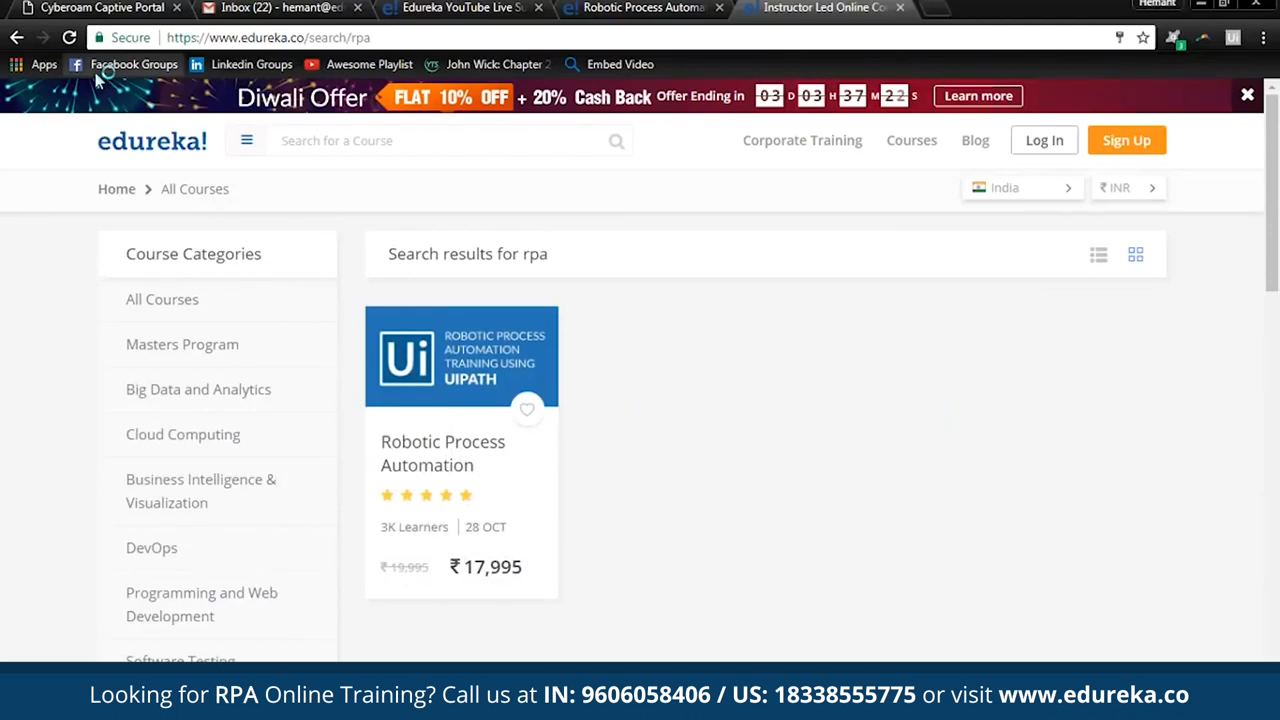 Cyberoam Captive Portal
Inbox (22) - hemant@ed
Edureka YouTube Live Su
Robotic Process Automa
Instructor Led Online Co
Hemant
Secure https://www.edureka.co/search/rpa
Apps Facebook Groups Linkedin Groups Awesome Playlist John Wick: Chapter 2 Embed Video
Diwali Offer FLAT 10% OFF + 20% Cash Back Offer Ending in 03 D 03 H 37 M 22 S Learn more
edureka! Search for a Course Corporate Training Courses Blog Log In Sign Up
Home All Courses India ₹ INR
Course Categories
Search results for rpa
All Courses
Masters Program
Big Data and Analytics
Cloud Computing
Business Intelligence &
Visualization
DevOps
Programming and Web
Development
Software Testing
Ui
ROBOTIC PROCESS
AUTOMATION
TRAINING USING
UIPATH
Robotic Process
Automation
3K Learners 28 OCT
₹ 19,995 ₹ 17,995
Looking for RPA Online Training? Call us at IN: 9606058406 / US: 18338555775 or visit www.edureka.co